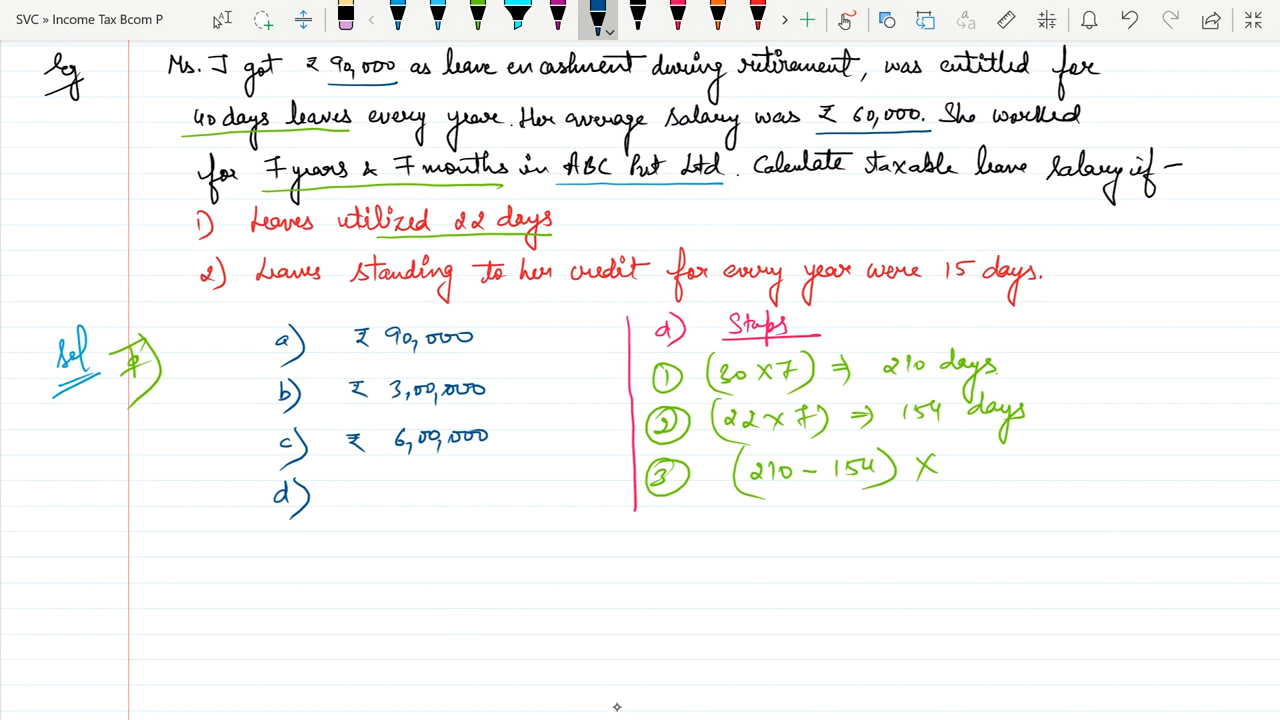 SVC » Income Tax Bcom P
Eg Ms. J got ₹ 90,000 as leave encashment during retirement, was entitled for
40 days leaves every year. Her average salary was ₹ 60,000. She worked
for 7 years & 7 months in ABC Pvt Ltd. Calculate taxable leave salary if –
1) Leaves utilized 22 days
2) Leaves standing to her credit for every year were 15 days.
Sol
a) ₹ 90,000
b) ₹ 3,00,000
c) ₹ 6,00,000
d)
d) Steps
① (30 x 7) ⇒ 210 days
② (22 x 7) ⇒ 154 days
③ (210 – 154) x